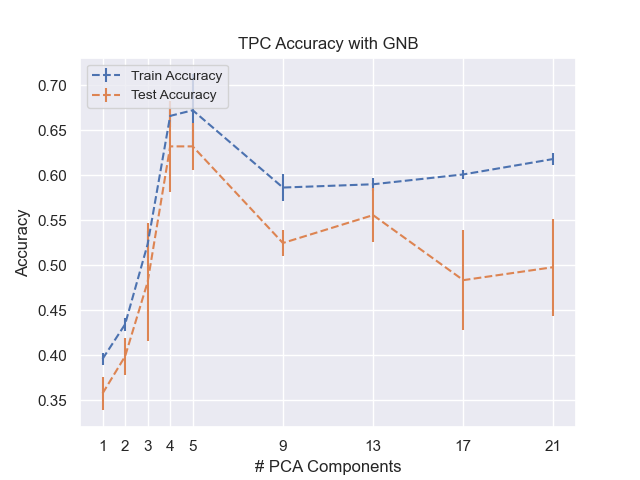 TPC Accuracy with GNB
Train Accuracy
Test Accuracy
0.70
0.65
0.60
0.55
0.50
0.45
0.40
0.35
Accuracy
1 2 3 4 5 9 13 17 21
# PCA Components